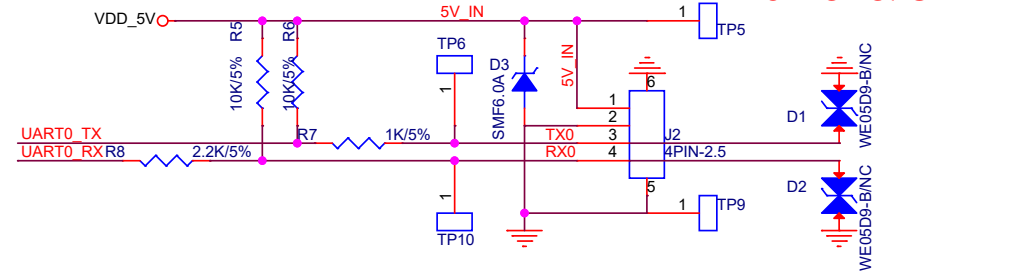 VDD_5V
5V_IN
1
TP5
R5
R6
10K/5%
10K/5%
TP6
1
D3
SMF6.0A
5V_IN
6
1
2
3
4
5
J2
4PIN-2.5
D1
WE05D9-B/NC
UART0_TX
R7
1K/5%
TX0
UART0_RX
R8
2.2K/5%
RX0
1
TP10
1
TP9
D2
WE05D9-B/NC